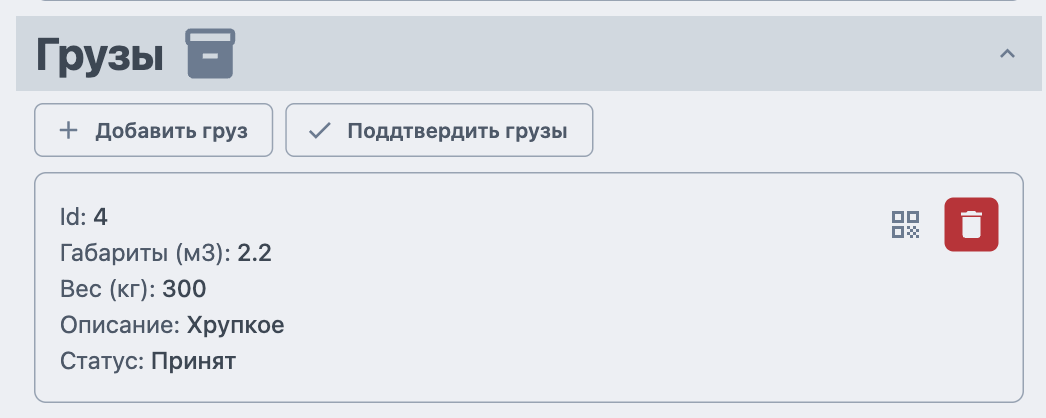 Грузы
Добавить груз
Поддтвердить грузы
Id: 4
Габариты (м3): 2.2
Вес (кг): 300
Описание: Хрупкое
Статус: Принят